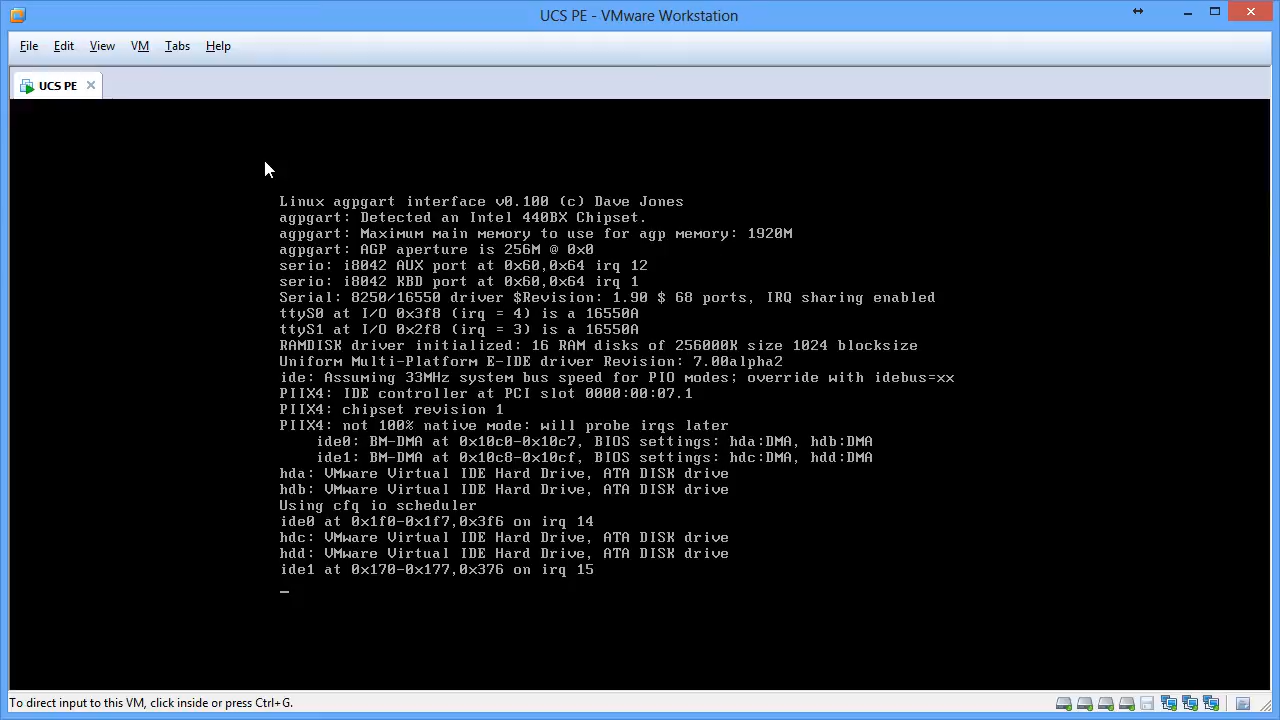 UCS PE - VMware Workstation
File Edit View VM Tabs Help
UCS PE
Linux agpgart interface v0.100 (c) Dave Jones
agpgart: Detected an Intel 440BX Chipset.
agpgart: Maximum main memory to use for agp memory: 1920M
agpgart: AGP aperture is 256M @ 0x0
serio: i8042 AUX port at 0x60,0x64 irq 12
serio: i8042 KBD port at 0x60,0x64 irq 1
Serial: 8250/16550 driver $Revision: 1.90 $ 68 ports, IRQ sharing enabled
ttyS0 at I/O 0x3f8 (irq = 4) is a 16550A
ttyS1 at I/O 0x2f8 (irq = 3) is a 16550A
RAMDISK driver initialized: 16 RAM disks of 256000K size 1024 blocksize
Uniform Multi-Platform E-IDE driver Revision: 7.00alpha2
ide: Assuming 33MHz system bus speed for PIO modes; override with idebus=xx
PIIX4: IDE controller at PCI slot 0000:00:07.1
PIIX4: chipset revision 1
PIIX4: not 100% native mode: will probe irqs later
ide0: BM-DMA at 0x10c0-0x10c7, BIOS settings: hda:DMA, hdb:DMA
ide1: BM-DMA at 0x10c8-0x10cf, BIOS settings: hdc:DMA, hdd:DMA
hda: VMware Virtual IDE Hard Drive, ATA DISK drive
hdb: VMware Virtual IDE Hard Drive, ATA DISK drive
Using cfq io scheduler
ide0 at 0x1f0-0x1f7,0x3f6 on irq 14
hdc: VMware Virtual IDE Hard Drive, ATA DISK drive
hdd: VMware Virtual IDE Hard Drive, ATA DISK drive
ide1 at 0x170-0x177,0x376 on irq 15
_
To direct input to this VM, click inside or press Ctrl+G.